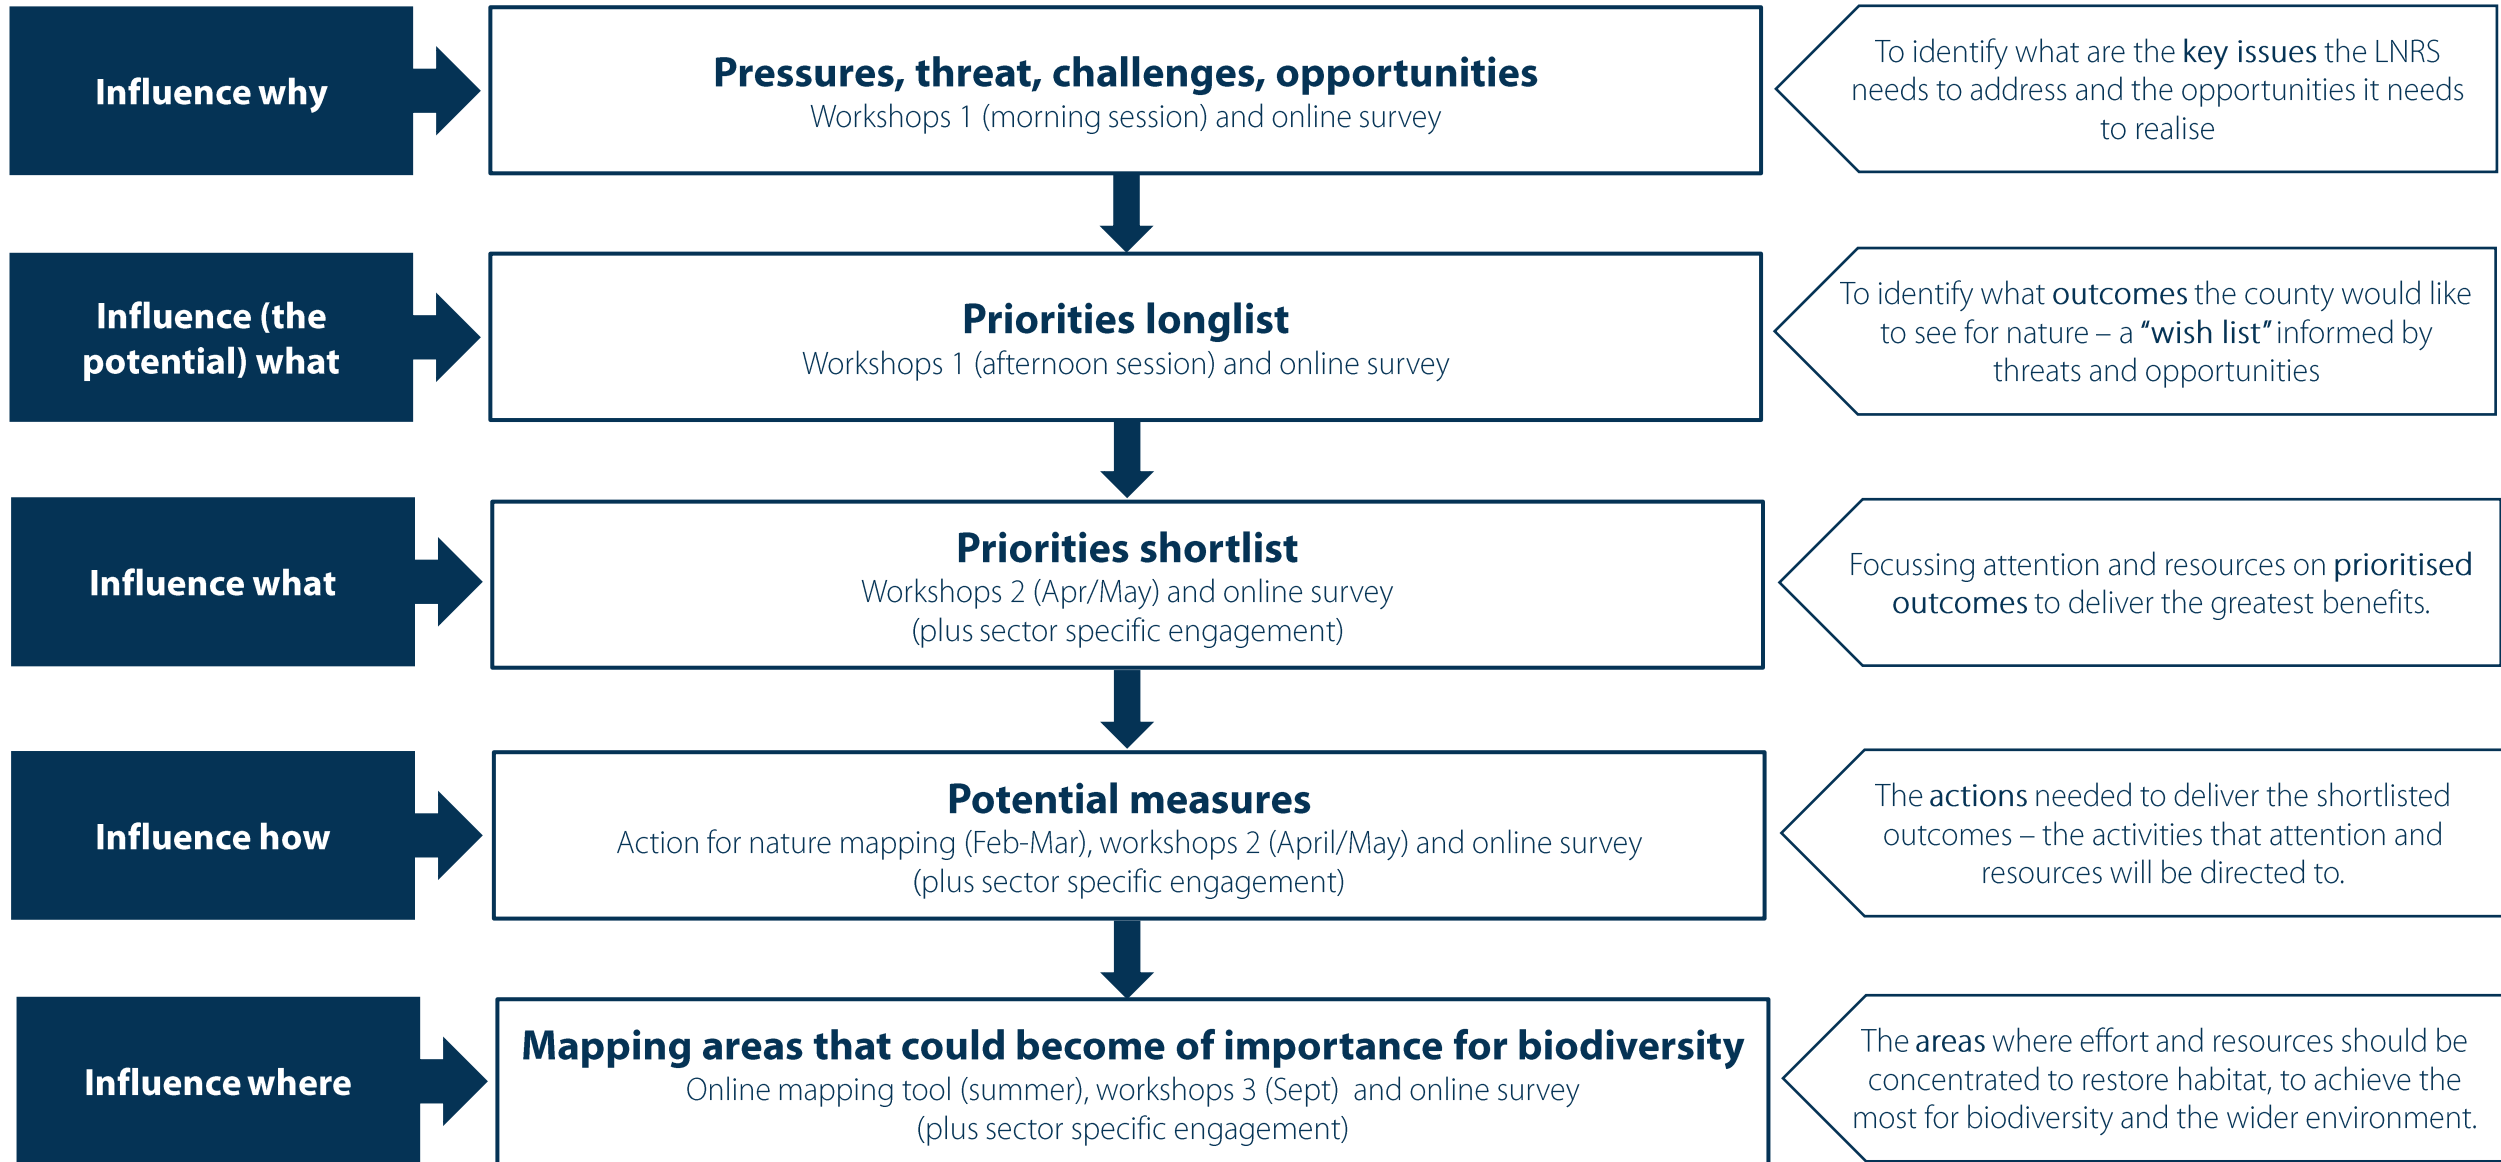 Influence why
Pressures, threat, challenges, opportunities
Workshops 1 (morning session) and online survey
To identify what are the key issues the LNRS
needs to address and the opportunities it needs
to realise
Influence (the
potential) what
Priorities longlist
Workshops 1 (afternoon session) and online survey
To identify what outcomes the county would like
to see for nature – a “wish list” informed by
threats and opportunities
Influence what
Priorities shortlist
Workshops 2 (Apr/May) and online survey
(plus sector specific engagement)
Focussing attention and resources on prioritised
outcomes to deliver the greatest benefits.
Influence how
Potential measures
Action for nature mapping (Feb-Mar), workshops 2 (April/May) and online survey
(plus sector specific engagement)
The actions needed to deliver the shortlisted
outcomes – the activities that attention and
resources will be directed to.
Influence where
Mapping areas that could become of importance for biodiversity
Online mapping tool (summer), workshops 3 (Sept)  and online survey
(plus sector specific engagement)
The areas where effort and resources should be
concentrated to restore habitat, to achieve the
most for biodiversity and the wider environment.